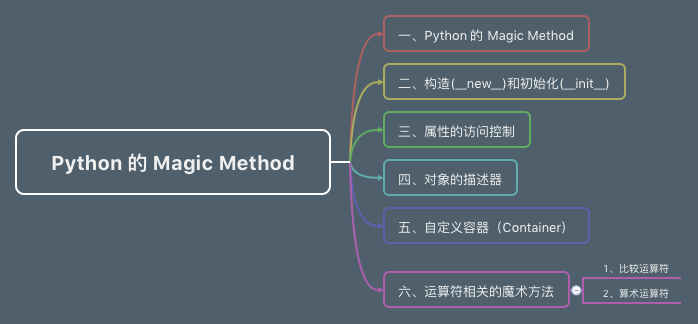 Python 的 Magic Method
一、Python 的 Magic Method
二、构造(__new__)和初始化(__init__)
三、属性的访问控制
四、对象的描述器
五、自定义容器（Container）
六、运算符相关的魔术方法
1、比较运算符
2、算术运算符